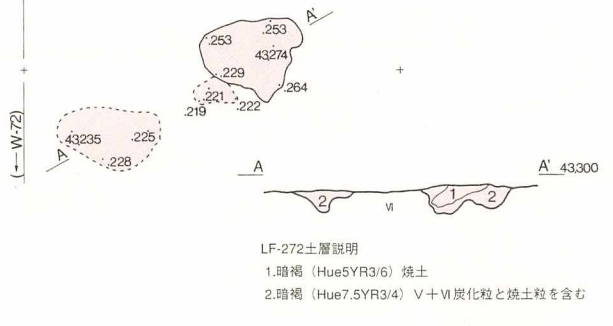 A'
.253
.253
43,274
.229
.264
.221
.222
.219
(←W-72)
43,235
.225
A
.228
A
A' 43,300
2
1
2
Ⅵ
LF-272土層説明
1.暗褐(Hue5YR3/6)焼土
2.暗褐(Hue7.5YR3/4)Ⅴ+Ⅵ炭化粒と焼土粒を含む